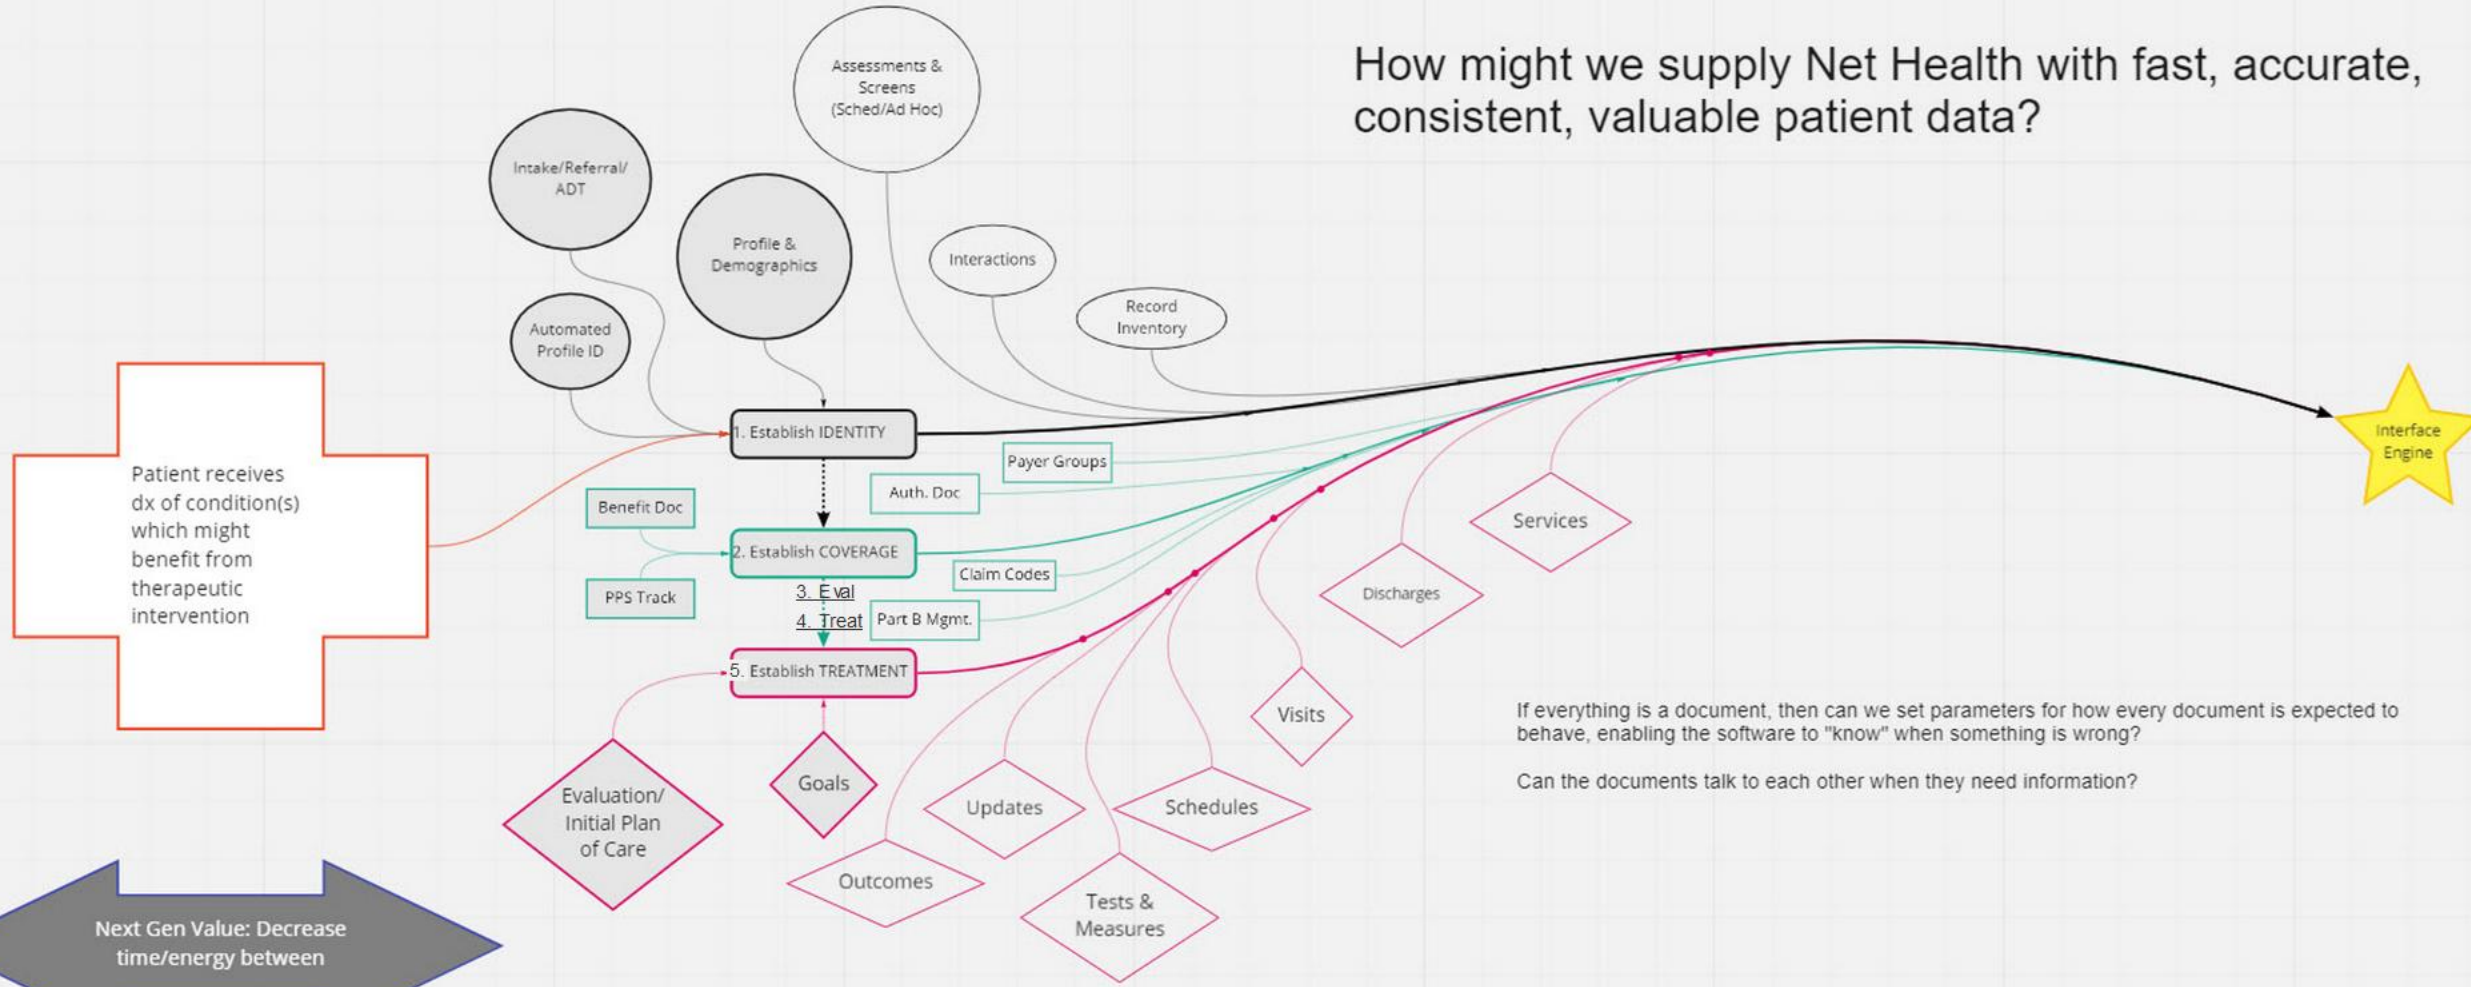 How might we supply Net Health with fast, accurate,
consistent, valuable patient data?
Assessments &
Screens
(Sched/Ad Hoc)
Intake/Referral/
ADT
Profile &
Demographics
Interactions
Record
Inventory
Automated
Profile ID
1. Establish IDENTITY
Interface
Engine
Payer Groups
Auth. Doc
Patient receives
dx of condition(s)
which might
benefit from
therapeutic
intervention
Benefit Doc
2. Establish COVERAGE
PPS Track
Claim Codes
3. Eval
4. Treat
Part B Mgmt.
5. Establish TREATMENT
Services
Discharges
Visits
Evaluation/
Initial Plan
of Care
Goals
Updates
Schedules
Outcomes
Tests &
Measures
If everything is a document, then can we set parameters for how every document is expected to
behave, enabling the software to "know" when something is wrong?
Can the documents talk to each other when they need information?
Next Gen Value: Decrease
time/energy between